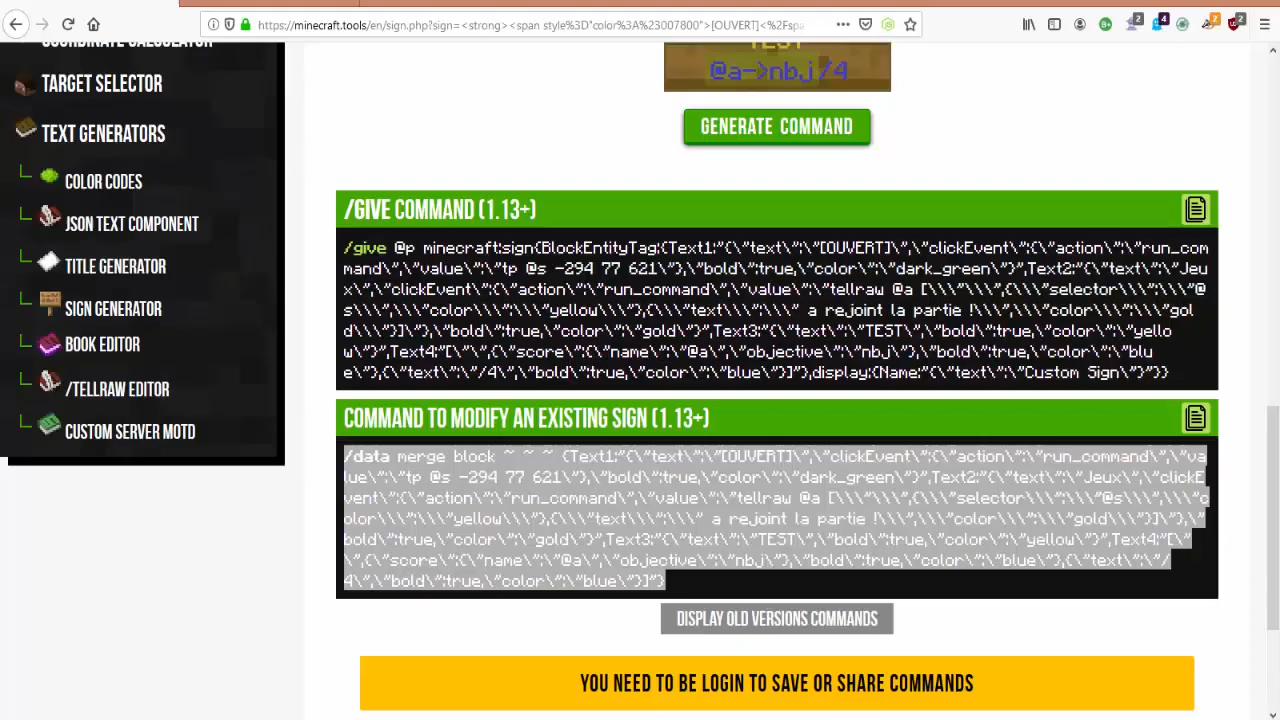 https://minecraft.tools/en/sign.php?sign=<strong><span style%3D"color%3A%23007800">[OUVERT]<%2Fspa
2
4
2
2
COORDINATE CALCULATOR
TARGET SELECTOR
TEXT GENERATORS
COLOR CODES
JSON TEXT COMPONENT
TITLE GENERATOR
SIGN GENERATOR
BOOK EDITOR
/TELLRAW EDITOR
CUSTOM SERVER MOTD
TEST
@a->nbj/4
GENERATE COMMAND
/GIVE COMMAND (1.13+)
/give @p minecraft:sign{BlockEntityTag:{Text1:"{\"text\":\"[OUVERT]\",\"clickEvent\":{\"action\":\"run_com
mand\",\"value\":\"tp @s -294 77 621\"},\"bold\":true,\"color\":\"dark_green\"}",Text2:"{\"text\":\"Jeu
x\",\"clickEvent\":{\"action\":\"run_command\",\"value\":\"tellraw @a [\\\"\\\",{\\\"selector\\\":\\\"@
s\\\",\\\"color\\\":\\\"yellow\\\"},{\\\"text\\\":\\\" a rejoint la partie !\\\",\\\"color\\\":\\\"gol
d\\\"}]\"},\"bold\":true,\"color\":\"gold\"}",Text3:"{\"text\":\"TEST\",\"bold\":true,\"color\":\"yello
w\"}",Text4:"[\"\",{\"score\":{\"name\":\"@a\",\"objective\":\"nbj\"},\"bold\":true,\"color\":\"blu
e\"},{\"text\":\"/4\",\"bold\":true,\"color\":\"blue\"}]"},display:{Name:"{\"text\":\"Custom Sign\"}"}}
COMMAND TO MODIFY AN EXISTING SIGN (1.13+)
/data merge block ~ ~ ~ {Text1:"{\"text\":\"[OUVERT]\",\"clickEvent\":{\"action\":\"run_command\",\"va
lue\":\"tp @s -294 77 621\"},\"bold\":true,\"color\":\"dark_green\"}",Text2:"{\"text\":\"Jeux\",\"clickE
vent\":{\"action\":\"run_command\",\"value\":\"tellraw @a [\\\"\\\",{\\\"selector\\\":\\\"@s\\\",\\\"c
olor\\\":\\\"yellow\\\"},{\\\"text\\\":\\\" a rejoint la partie !\\\",\\\"color\\\":\\\"gold\\\"}]\"},\"
bold\":true,\"color\":\"gold\"}",Text3:"{\"text\":\"TEST\",\"bold\":true,\"color\":\"yellow\"}",Text4:"[\"
\",{\"score\":{\"name\":\"@a\",\"objective\":\"nbj\"},\"bold\":true,\"color\":\"blue\"},{\"text\":\"/
4\",\"bold\":true,\"color\":\"blue\"}]"}
DISPLAY OLD VERSIONS COMMANDS
YOU NEED TO BE LOGIN TO SAVE OR SHARE COMMANDS